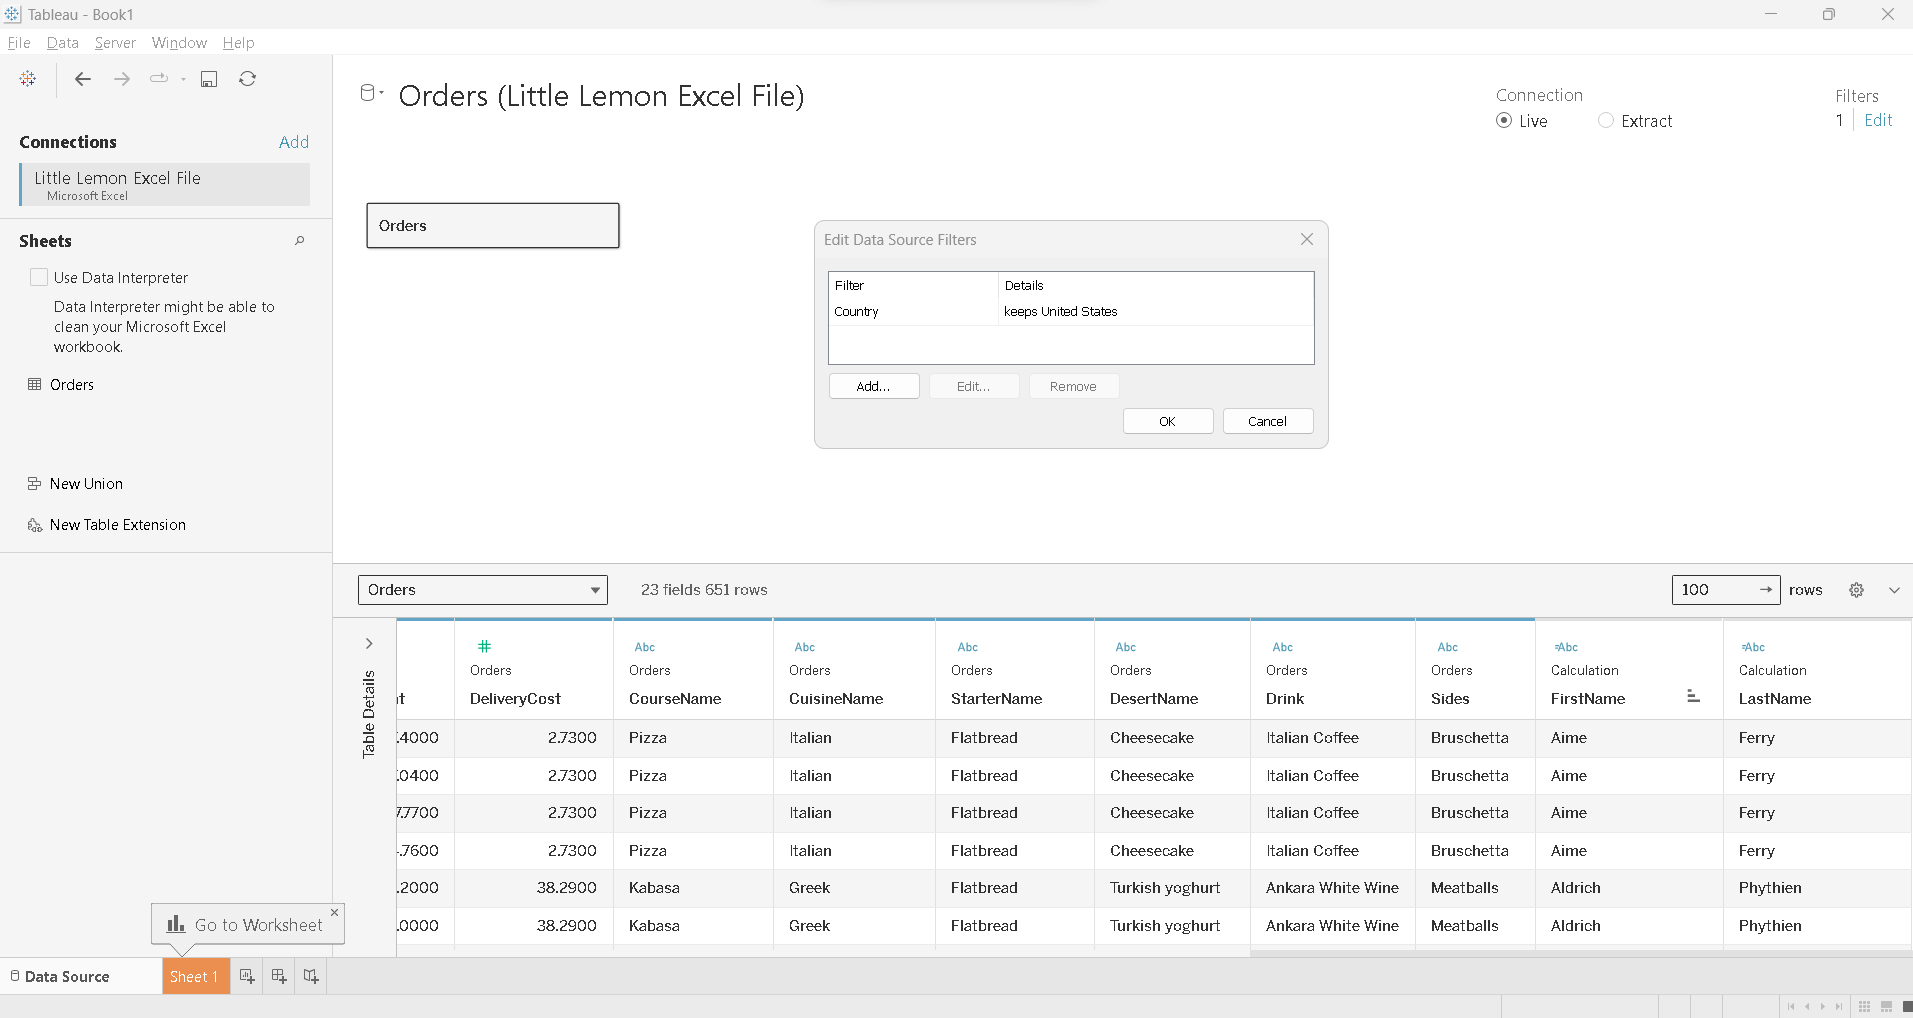 Tableau - Book1
File Data Server Window Help
Connections Add
Little Lemon Excel File
Microsoft Excel
Sheets
Use Data Interpreter
Data Interpreter might be able to
clean your Microsoft Excel
workbook.
Orders
New Union
New Table Extension
Orders (Little Lemon Excel File)
Connection
Live Extract
Filters
1 Edit
Orders
Edit Data Source Filters
Filter Details
Country keeps United States
Add... Edit... Remove
OK Cancel
Orders 23 fields 651 rows 100 rows
Table Details
# Abc Abc Abc Abc Abc Abc =Abc =Abc
Orders Orders Orders Orders Orders Orders Orders Calculation Calculation
DeliveryCost CourseName CuisineName StarterName DesertName Drink Sides FirstName LastName
.4000 2.7300 Pizza Italian Flatbread Cheesecake Italian Coffee Bruschetta Aime Ferry
.0400 2.7300 Pizza Italian Flatbread Cheesecake Italian Coffee Bruschetta Aime Ferry
7.7700 2.7300 Pizza Italian Flatbread Cheesecake Italian Coffee Bruschetta Aime Ferry
.7600 2.7300 Pizza Italian Flatbread Cheesecake Italian Coffee Bruschetta Aime Ferry
.2000 38.2900 Kabasa Greek Flatbread Turkish yoghurt Ankara White Wine Meatballs Aldrich Phythien
.0000 38.2900 Kabasa Greek Flatbread Turkish yoghurt Ankara White Wine Meatballs Aldrich Phythien
Go to Worksheet
Data Source Sheet 1